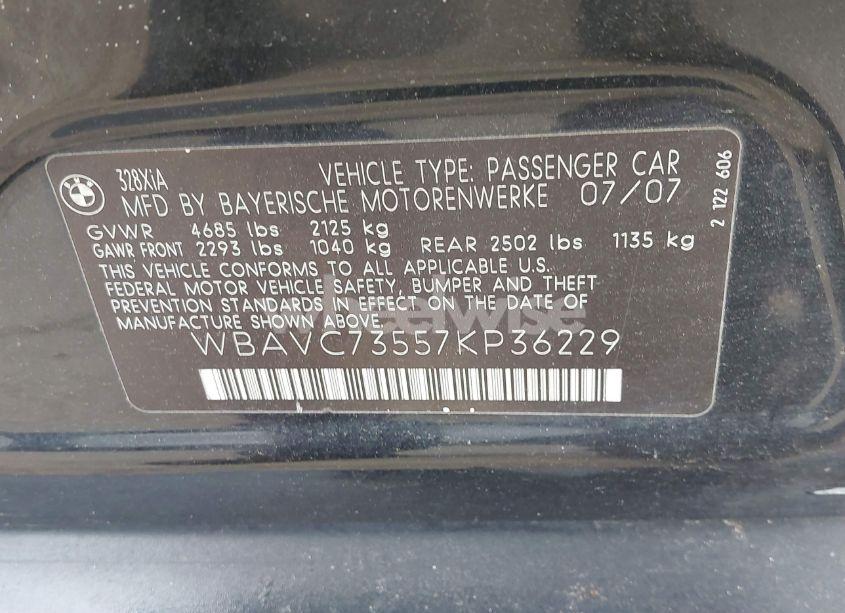 BMW
328XiA
VEHICLE TYPE: PASSENGER CAR
MFD BY BAYERISCHE MOTORENWERKE 07/07
GVWR 4685 lbs 2125 kg
GAWR FRONT 2293 lbs 1040 kg REAR 2502 lbs 1135 kg
THIS VEHICLE CONFORMS TO ALL APPLICABLE U.S.
FEDERAL MOTOR VEHICLE SAFETY, BUMPER AND THEFT
PREVENTION STANDARDS IN EFFECT ON THE DATE OF
MANUFACTURE SHOWN ABOVE.
WBAVC73557KP36229
2 122 606